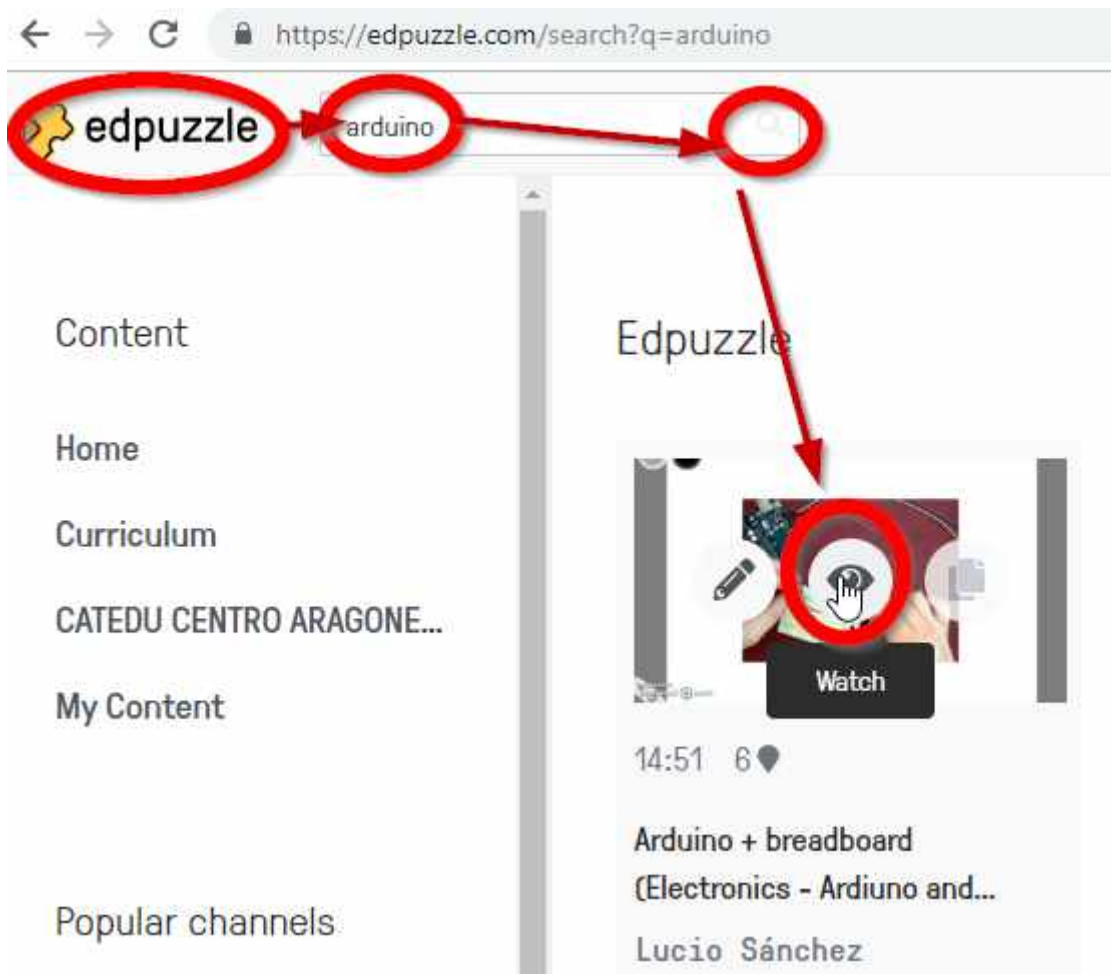 https://edpuzzle.com/search?q=arduino
edpuzzle
arduino
Content
Home
Curriculum
CATEDU CENTRO ARAGONE...
My Content
Popular channels
Edpuzzle
Watch
14:51 6
Arduino + breadboard
(Electronics - Ardiuno and...
Lucio Sánchez